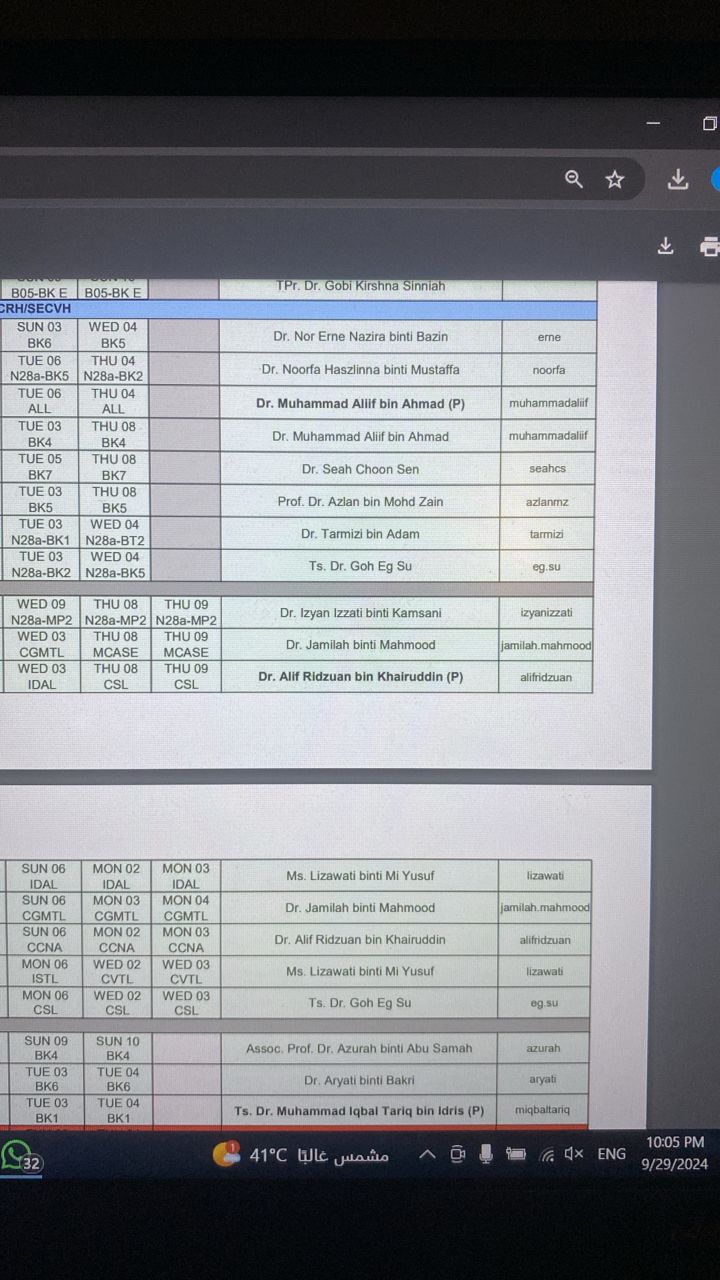 B05-BK E B05-BK E TPr. Dr. Gobi Kirshna Sinniah
CRH/SECVH
SUN 03 WED 04
BK6 BK5 Dr. Nor Erne Nazira binti Bazin erne
TUE 06 THU 04
N28a-BK5 N28a-BK2 Dr. Noorfa Haszlinna binti Mustaffa noorfa
TUE 06 THU 04
ALL ALL Dr. Muhammad Aliif bin Ahmad (P) muhammadaliif
TUE 03 THU 08
BK4 BK4 Dr. Muhammad Aliif bin Ahmad muhammadaliif
TUE 05 THU 08
BK7 BK7 Dr. Seah Choon Sen seahcs
TUE 03 THU 08
BK5 BK5 Prof. Dr. Azlan bin Mohd Zain azlanmz
TUE 03 WED 04
N28a-BK1 N28a-BT2 Dr. Tarmizi bin Adam tarmizi
TUE 03 WED 04
N28a-BK2 N28a-BK5 Ts. Dr. Goh Eg Su eg.su
WED 09 THU 08 THU 09
N28a-MP2 N28a-MP2 N28a-MP2 Dr. Izyan Izzati binti Kamsani izyanizzati
WED 03 THU 08 THU 09
CGMTL MCASE MCASE Dr. Jamilah binti Mahmood jamilah.mahmood
WED 03 THU 08 THU 09
IDAL CSL CSL Dr. Alif Ridzuan bin Khairuddin (P) alifridzuan
SUN 06 MON 02 MON 03
IDAL IDAL IDAL Ms. Lizawati binti Mi Yusuf lizawati
SUN 06 MON 03 MON 04
CGMTL CGMTL CGMTL Dr. Jamilah binti Mahmood jamilah.mahmood
SUN 06 MON 02 MON 03
CCNA CCNA CCNA Dr. Alif Ridzuan bin Khairuddin alifridzuan
MON 06 WED 02 WED 03
ISTL CVTL CVTL Ms. Lizawati binti Mi Yusuf lizawati
MON 06 WED 02 WED 03
CSL CSL CSL Ts. Dr. Goh Eg Su eg.su
SUN 09 SUN 10
BK4 BK4 Assoc. Prof. Dr. Azurah binti Abu Samah azurah
TUE 03 TUE 04
BK6 BK6 Dr. Aryati binti Bakri aryati
TUE 03 TUE 04
BK1 BK1 Ts. Dr. Muhammad Iqbal Tariq bin Idris (P) miqbaltariq
32 1 41°C مشمس غالبًا ENG 10:05 PM
9/29/2024